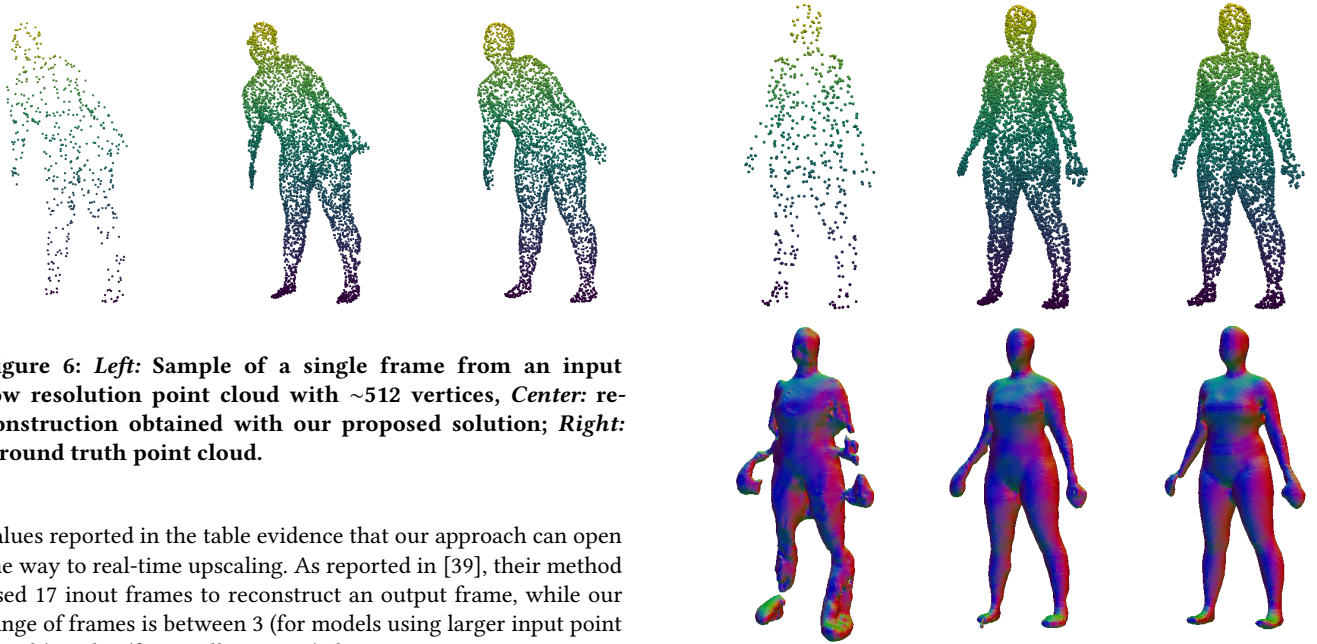 igure 6: Left: Sample of a single frame from an input
ow resolution point cloud with ~512 vertices, Center: re-
onstruction obtained with our proposed solution; Right:
round truth point cloud.
alues reported in the table evidence that our approach can open
e way to real-time upscaling. As reported in [39], their method
sed 17 inout frames to reconstruct an output frame, while our
nge of frames is between 3 (for models using larger input point